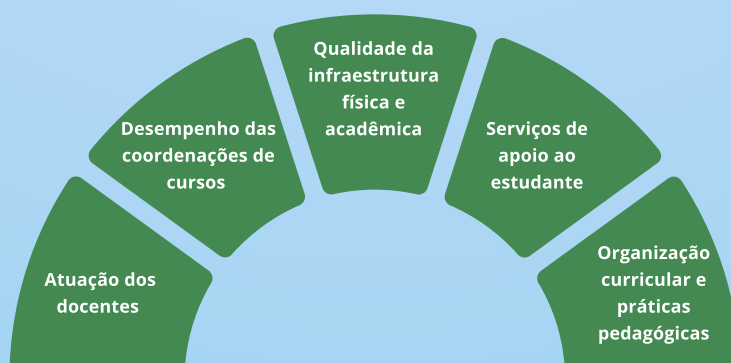 Qualidade da
infraestrutura
física e
acadêmica
Desempenho das
coordenações de
cursos
Serviços de
apoio ao
estudante
Atuação dos
docentes
Organização
curricular e
práticas
pedagógicas